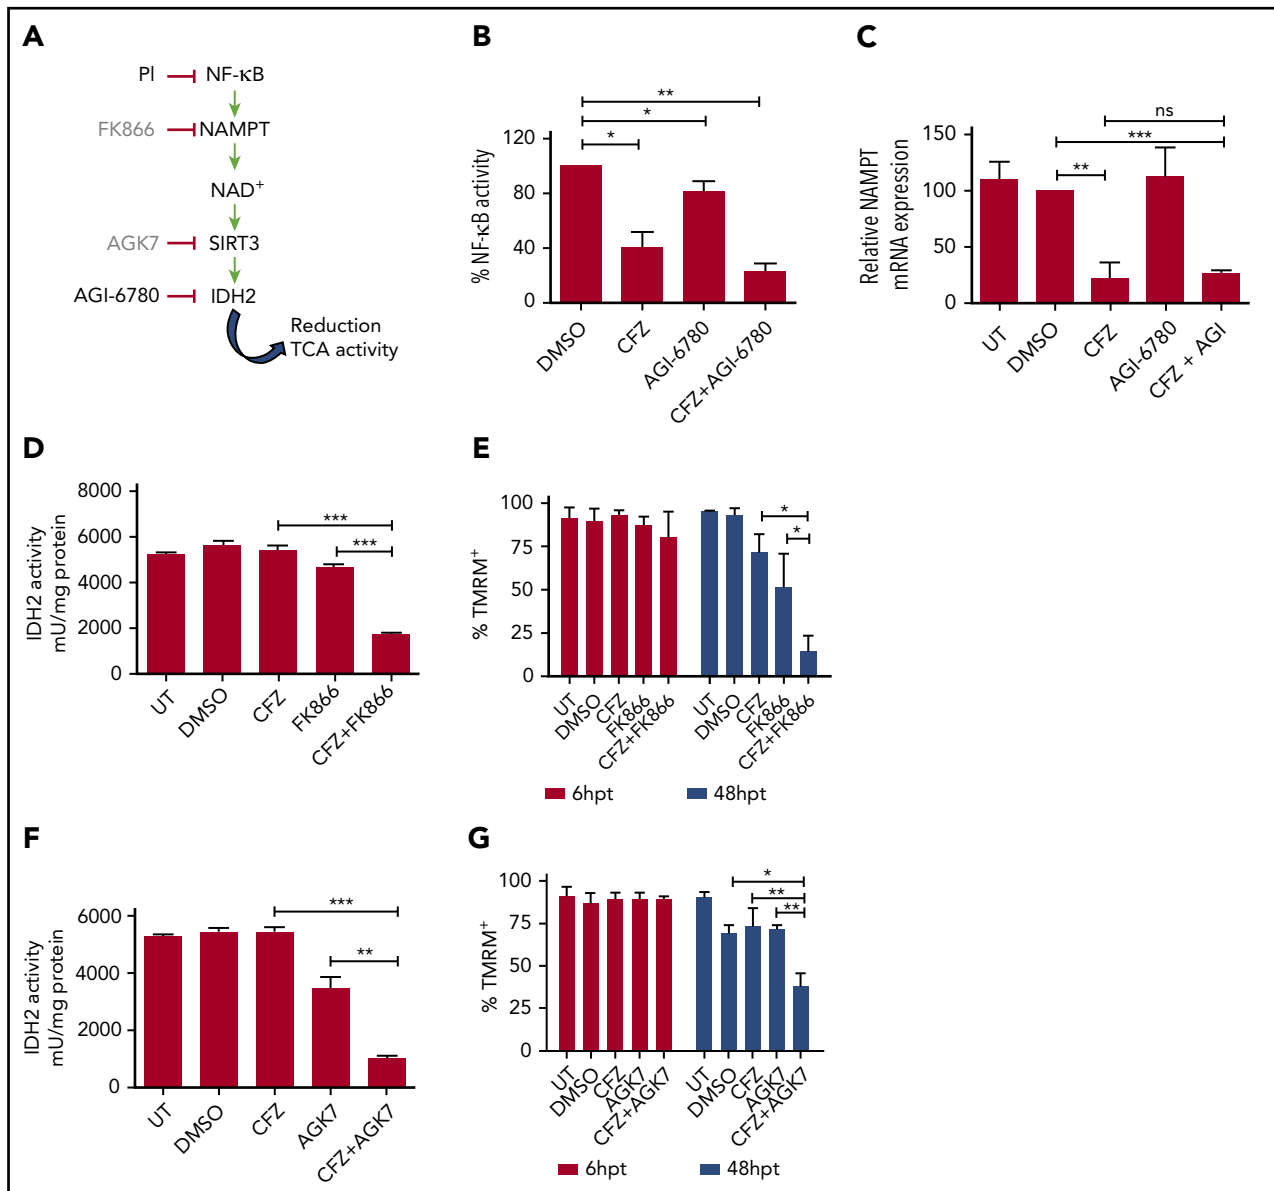 A
PI
NF-κB
FK866
NAMPT
NAD+
AGK7
SIRT3
AGI-6780
IDH2
Reduction
TCA activity
B
% NF-κB activity
120
80
40
0
**
*
*
DMSO
CFZ
AGI-6780
CFZ+AGI-6780
C
Relative NAMPT
mRNA expression
150
100
50
0
ns
***
**
UT
DMSO
CFZ
AGI-6780
CFZ + AGI
D
IDH2 activity
mU/mg protein
8000
6000
4000
2000
0
***
***
UT
DMSO
CFZ
FK866
CFZ+FK866
E
% TMRM+
100
75
50
25
0
*
*
UT
DMSO
CFZ
FK866
CFZ+FK866
UT
DMSO
CFZ
FK866
CFZ+FK866
6hpt
48hpt
F
IDH2 activity
mU/mg protein
6000
4000
2000
0
***
**
UT
DMSO
CFZ
AGK7
CFZ+AGK7
G
% TMRM+
100
75
50
25
0
*
**
**
UT
DMSO
CFZ
AGK7
CFZ+AGK7
UT
DMSO
CFZ
AGK7
CFZ+AGK7
6hpt
48hpt